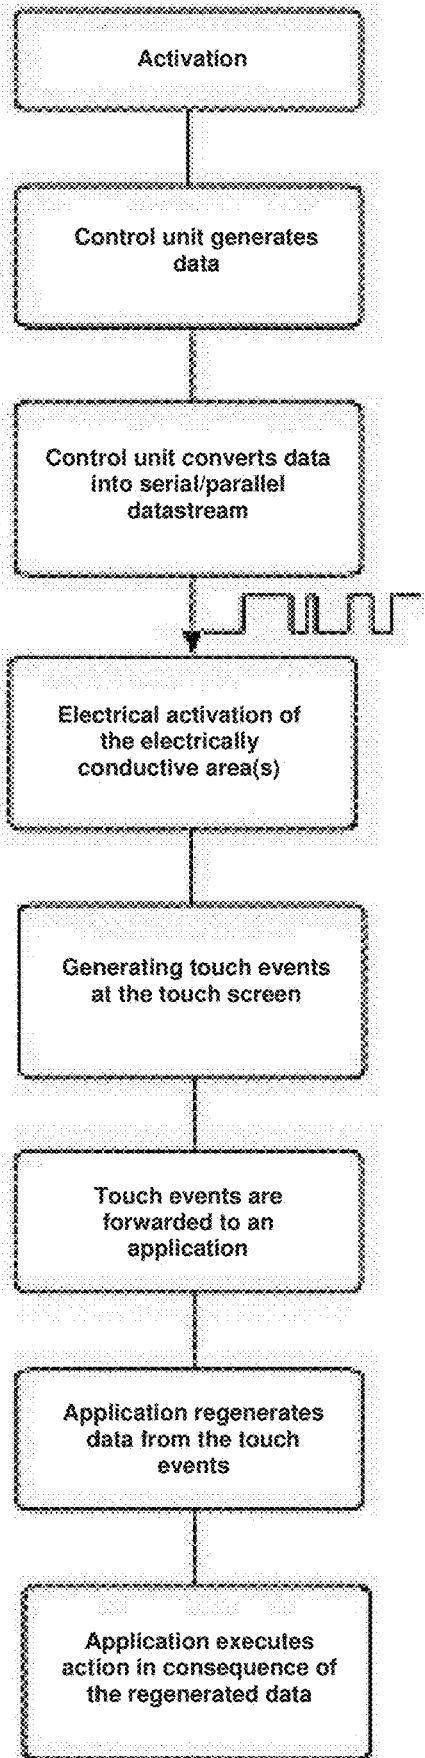 Activation
Control unit generates
data
Control unit converts data
into serial/parallel
datastream
Electrical activation of
the electrically
conductive area(s)
Generating touch events
at the touch screen
Touch events are
forwarded to an
application
Application regenerates
data from the touch
events
Application executes
action in consequence of
the regenerated data